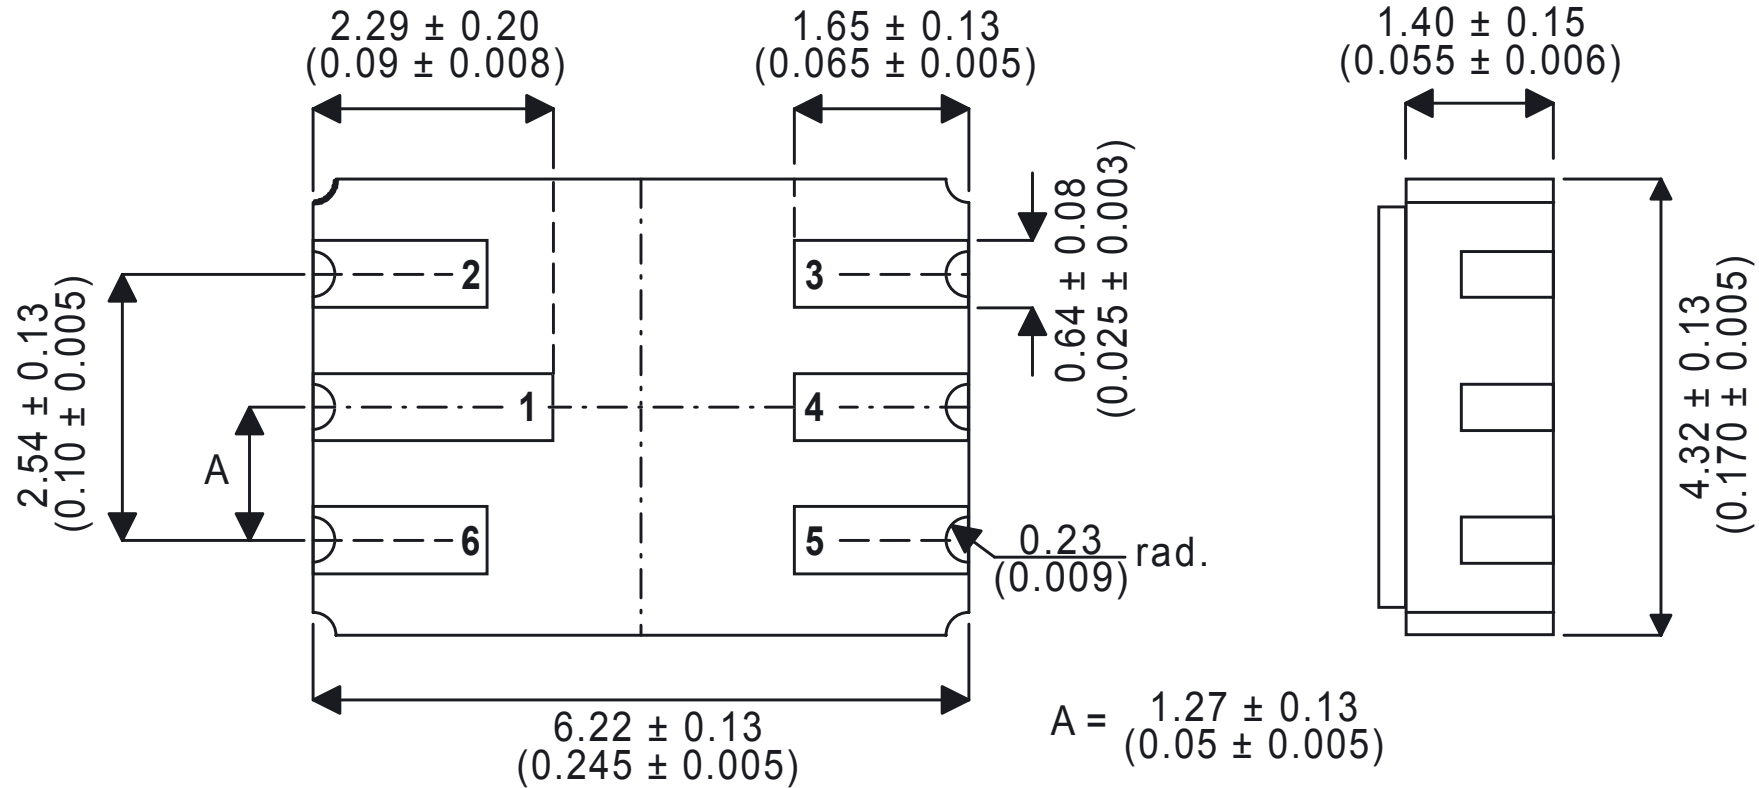 2.29 ± 0.20
(0.09 ± 0.008)
1.65 ± 0.13
(0.065 ± 0.005)
1.40 ± 0.15
(0.055 ± 0.006)
0.64 ± 0.08
(0.025 ± 0.003)
2
3
2.54 ± 0.13
(0.10 ± 0.005)
4.32 ± 0.13
(0.170 ± 0.005)
1
4
A
6
5
0.23
(0.009)
rad.
6.22 ± 0.13
(0.245 ± 0.005)
A = 1.27 ± 0.13
(0.05 ± 0.005)